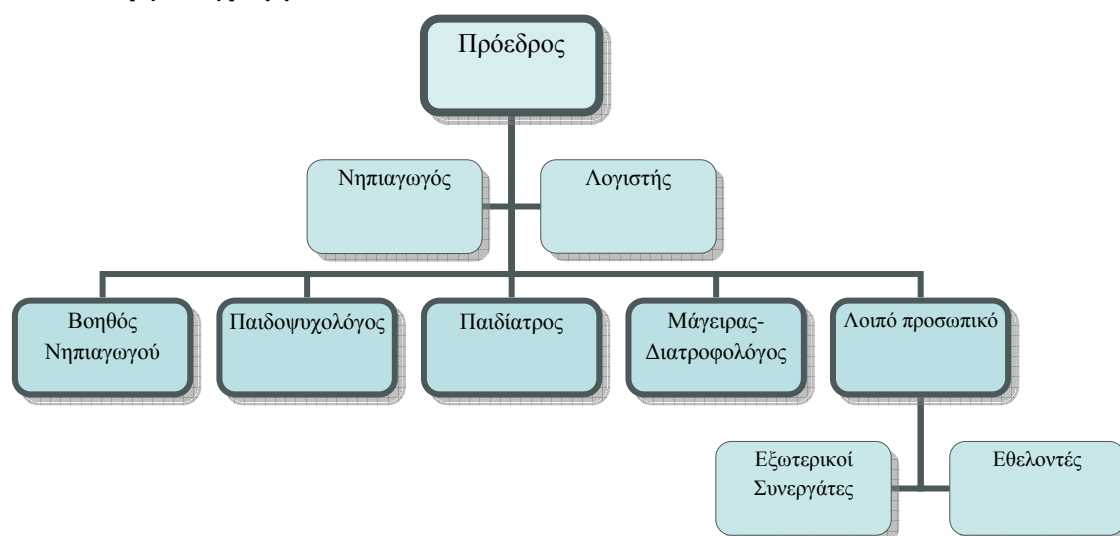 Πρόεδρος
Νηπιαγωγός
Λογιστής
Βοηθός
Νηπιαγωγού
Παιδοψυχολόγος
Παιδίατρος
Μάγειρας-
Διατροφολόγος
Λοιπό προσωπικό
Εξωτερικοί
Συνεργάτες
Εθελοντές